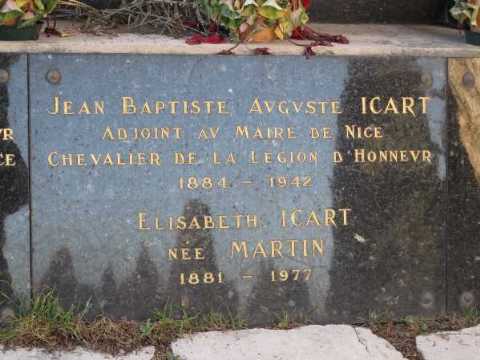 JEAN BAPTISTE AVGVSTE ICART
ADJOINT AV MAIRE DE NICE
CHEVALIER DE LA LEGION D'HONNEVR
1884 - 1942
ELISABETH ICART
NÉE MARTIN
1881 - 1977